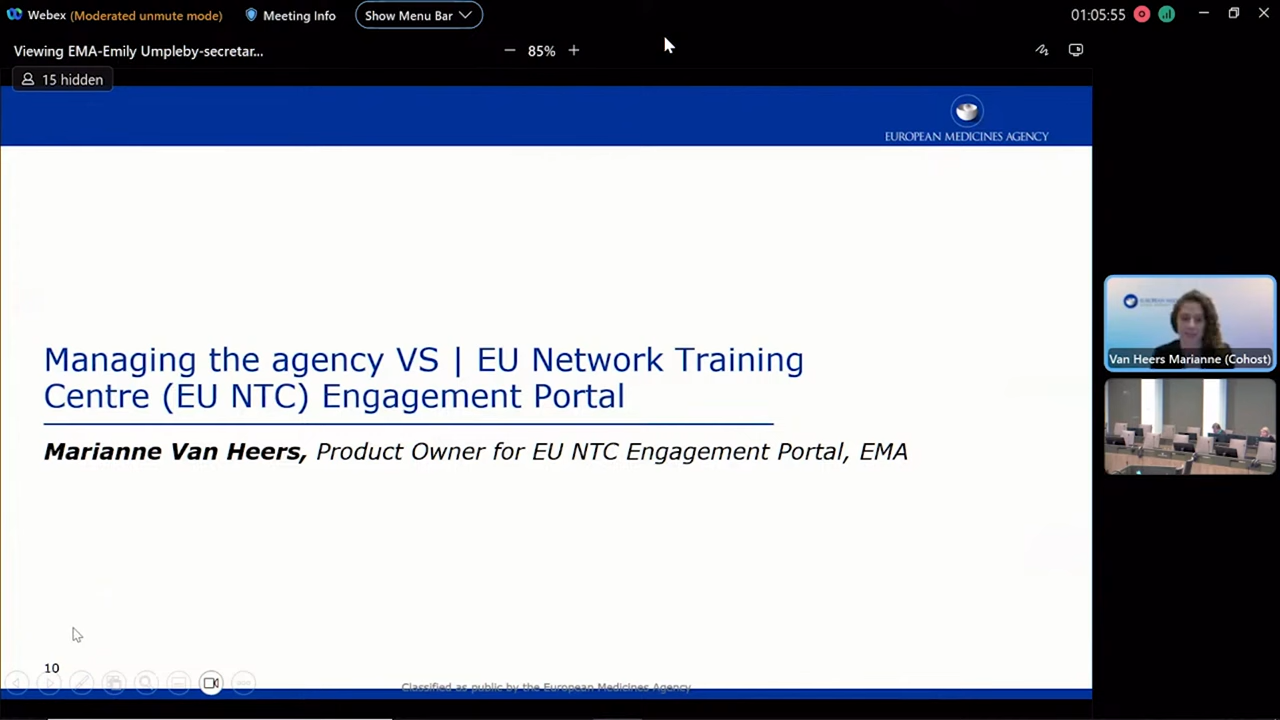 Webex (Moderated unmute mode) Meeting Info Show Menu Bar 01:05:55
Viewing EMA-Emily Umpleby-secretar... 85%
15 hidden
EUROPEAN MEDICINES AGENCY
Managing the agency VS | EU Network Training
Centre (EU NTC) Engagement Portal
Marianne Van Heers, Product Owner for EU NTC Engagement Portal, EMA
Van Heers Marianne (Cohost)
10
Classified as public by the European Medicines Agency